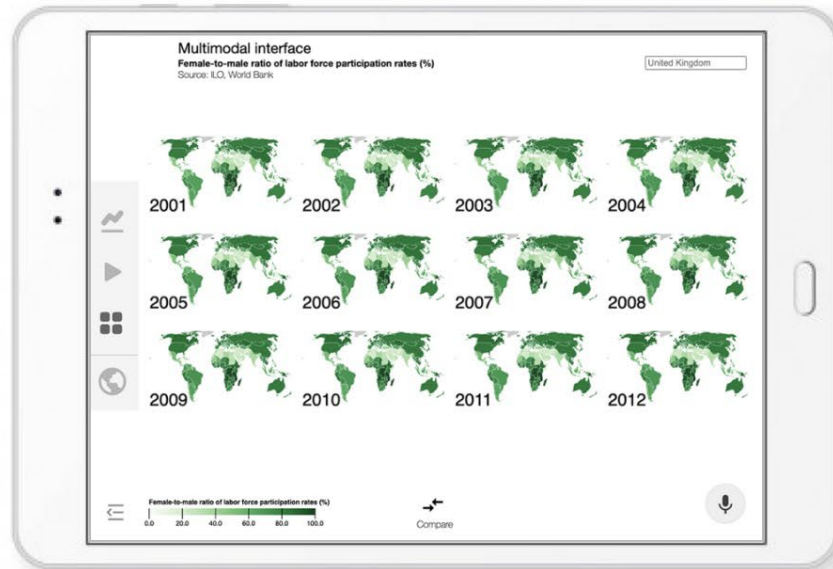 Multimodal interface
Female-to-male ratio of labor force participation rates (%)
Source: ILO, World Bank
United Kingdom
2001
2002
2003
2004
2005
2006
2007
2008
2009
2010
2011
2012
Female-to-male ratio of labor force participation rates (%)
0.0 20.0 40.0 60.0 80.0 100.0
Compare